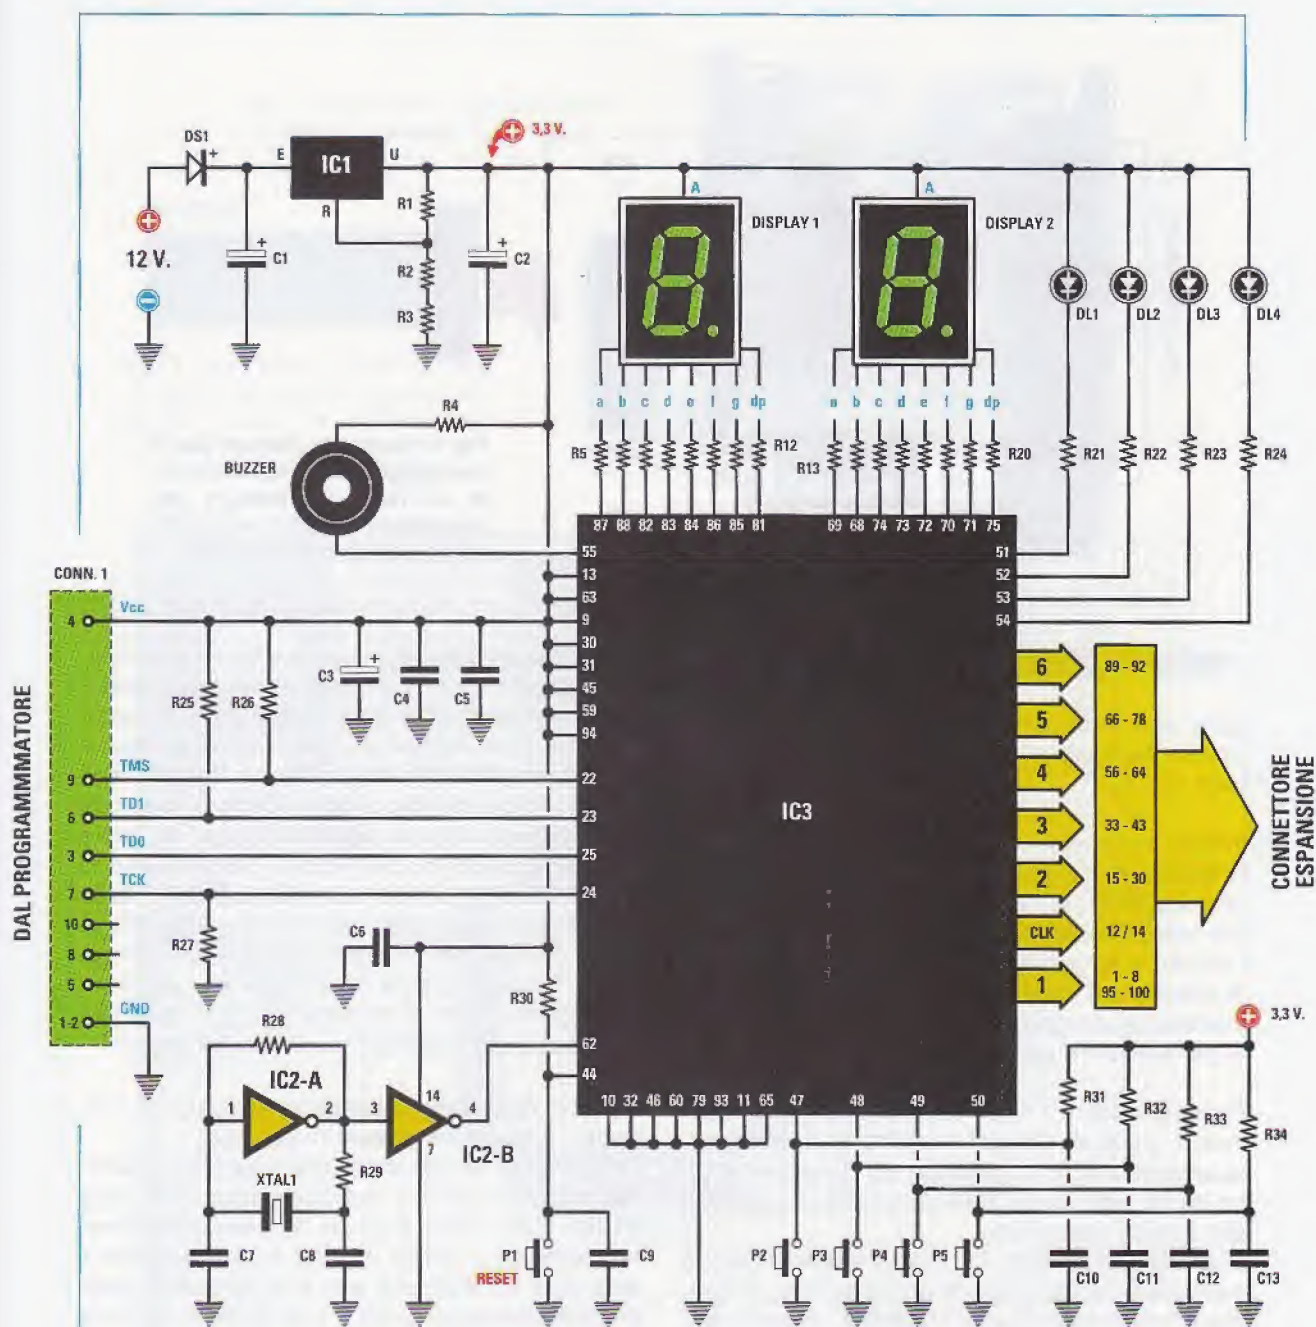 DS1
+
E
IC1
U
R
3,3 V.
12 V.
+
C1
R1
R2
R3
+
C2
A
DISPLAY 1
A
DISPLAY 2
DL1
DL2
DL3
DL4
a b c d e f g dp
a b c d e f g dp
R4
BUZZER
R5
R12
R13
R20
R21
R22
R23
R24
87 88 82 83 84 86 85 81
69 68 74 73 72 70 71 75
55
13
63
9
30
31
45
59
94
22
23
25
24
62
44
51
52
53
54
IC3
10 32 46 60 79 93 11 65 47 48 49 50
CONN. 1
DAL PROGRAMMMATORE
4
Vcc
9
TMS
6
TD1
3
TD0
7
TCK
10
8
5
1-2
GND
R25
R26
C3
+
C4
C5
R27
C6
R30
6
89 - 92
5
66 - 78
4
56 - 64
3
33 - 43
2
15 - 30
CLK
12 / 14
1
1 - 8
95 - 100
CONNETTORE
ESPANSIONE
3,3 V.
R28
IC2-A
1
2
3
14
4
7
IC2-B
R29
XTAL1
C7
C8
P1
RESET
C9
P2
P3
P4
P5
R31
R32
R33
R34
C10
C11
C12
C13